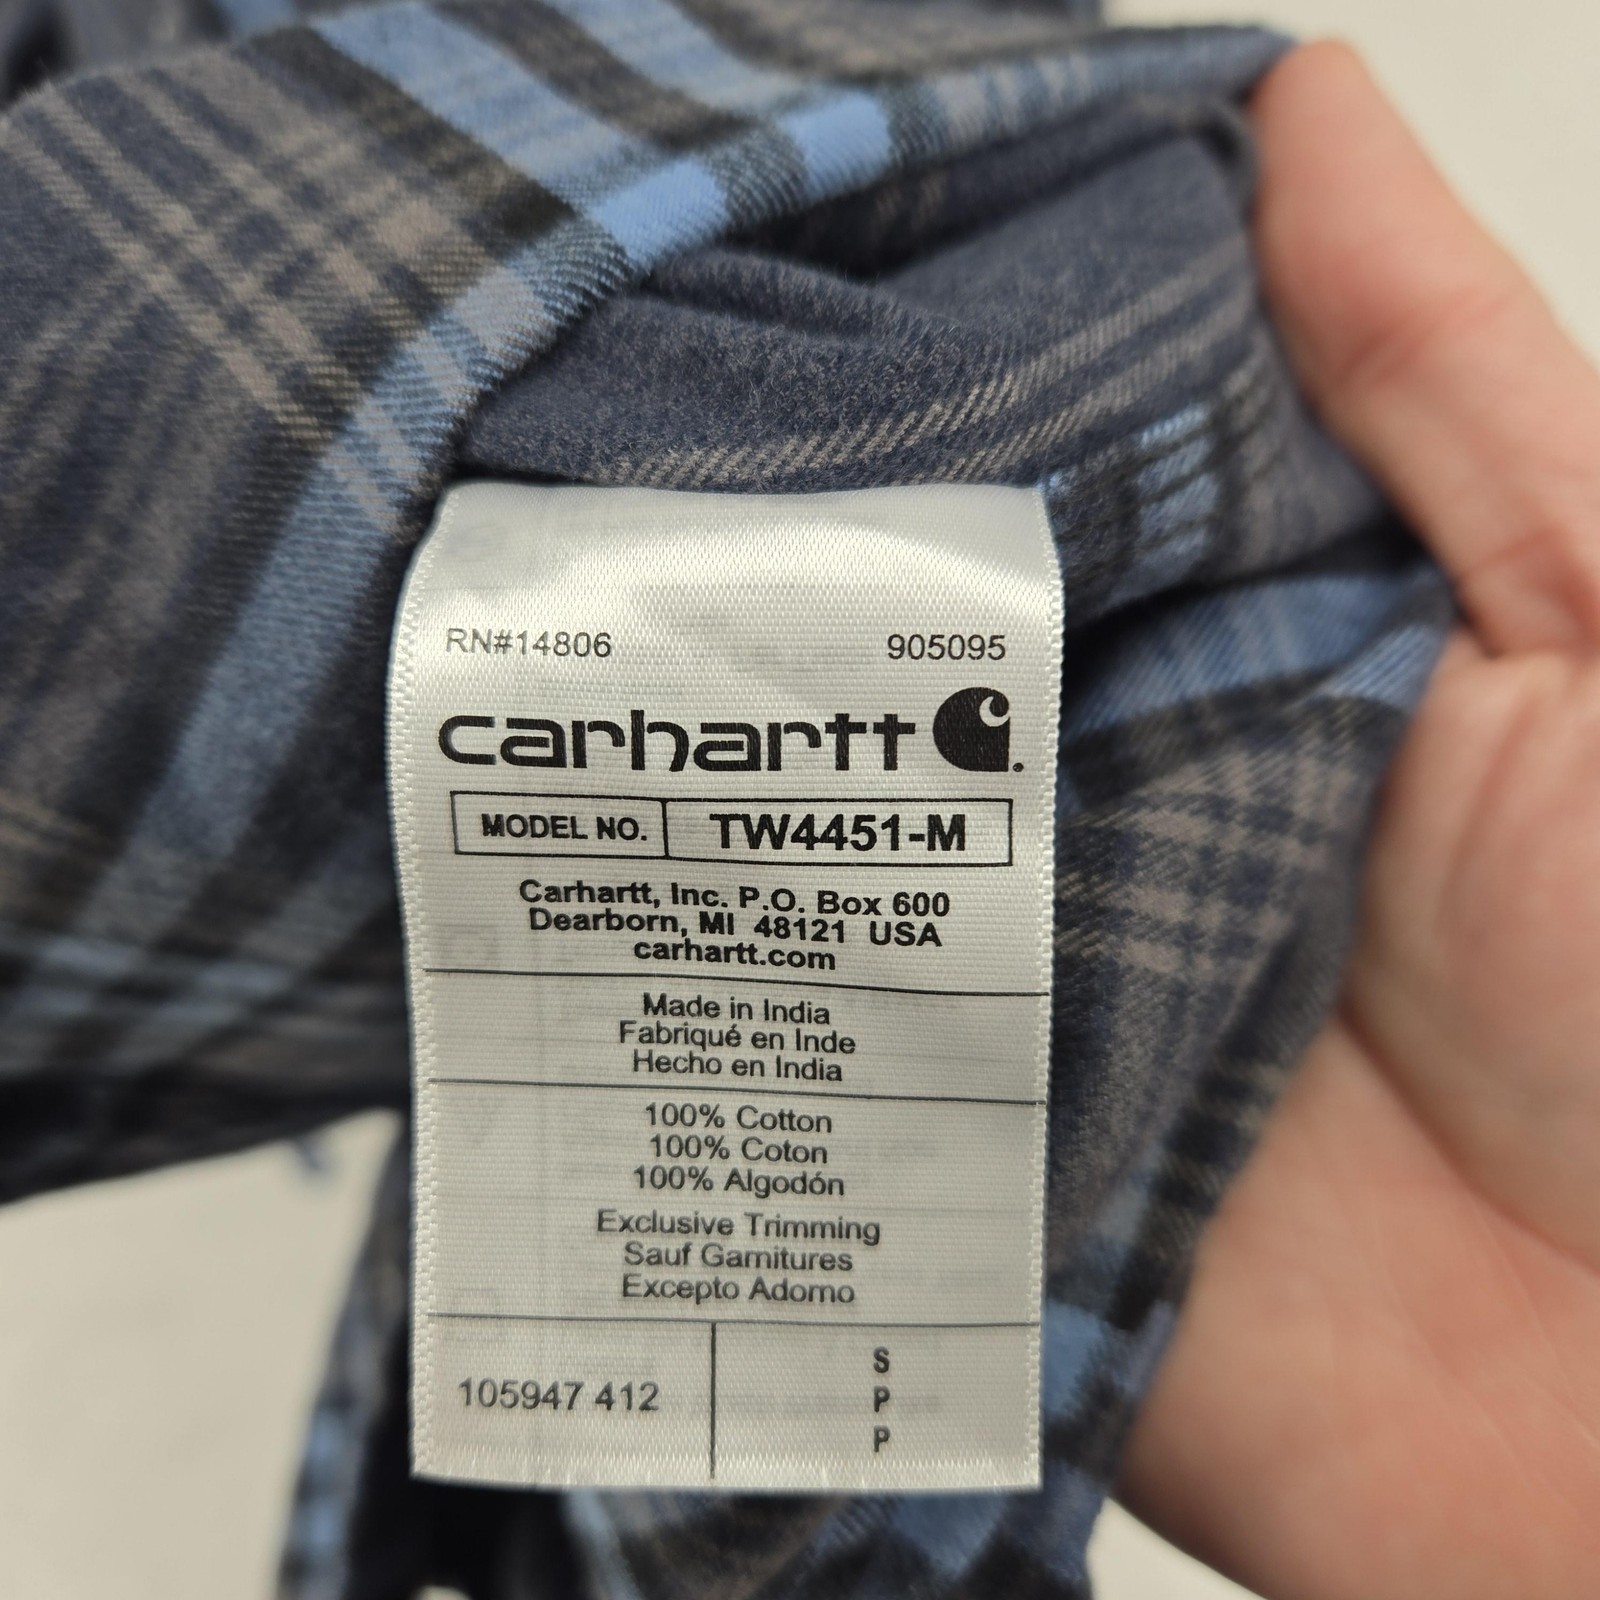 RN#14806 905095
carhartt
MODEL NO. TW4451-M
Carhartt, Inc. P.O. Box 600
Dearborn, MI 48121 USA
carhartt.com
Made in India
Fabriqué en Inde
Hecho en India
100% Cotton
100% Coton
100% Algodón
Exclusive Trimming
Sauf Garnitures
Excepto Adorno
105947 412
S
P
P